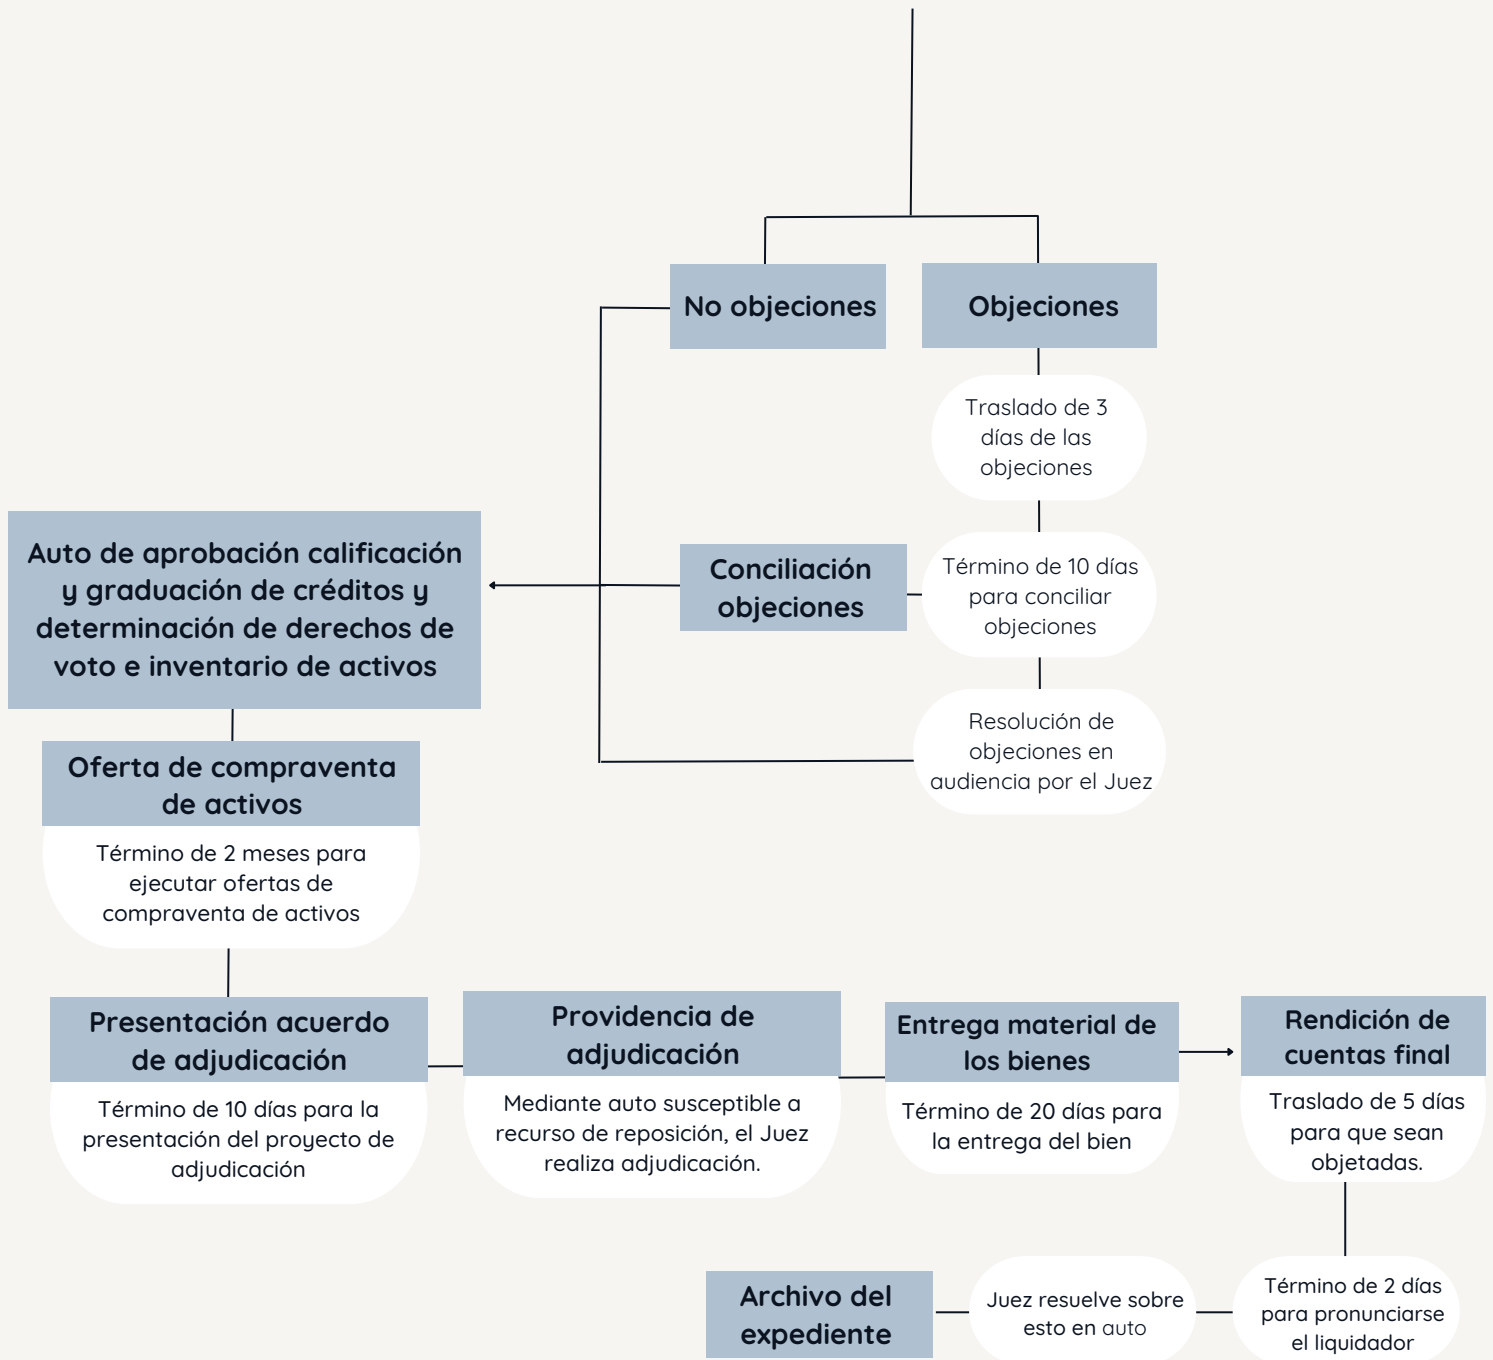 No objeciones
Objeciones
Traslado de 3
días de las
objeciones
Término de 10 días
para conciliar
objeciones
Conciliación
objeciones
Resolución de
objeciones en
audiencia por el Juez
Auto de aprobación calificación
y graduación de créditos y
determinación de derechos de
voto e inventario de activos
Oferta de compraventa
de activos
Término de 2 meses para
ejecutar ofertas de
compraventa de activos
Presentación acuerdo
de adjudicación
Término de 10 días para la
presentación del proyecto de
adjudicación
Providencia de
adjudicación
Mediante auto susceptible a
recurso de reposición, el Juez
realiza adjudicación.
Entrega material de
los bienes
Término de 20 días para
la entrega del bien
Rendición de
cuentas final
Traslado de 5 días
para que sean
objetadas.
Término de 2 días
para pronunciarse
el liquidador
Juez resuelve sobre
esto en auto
Archivo del
expediente